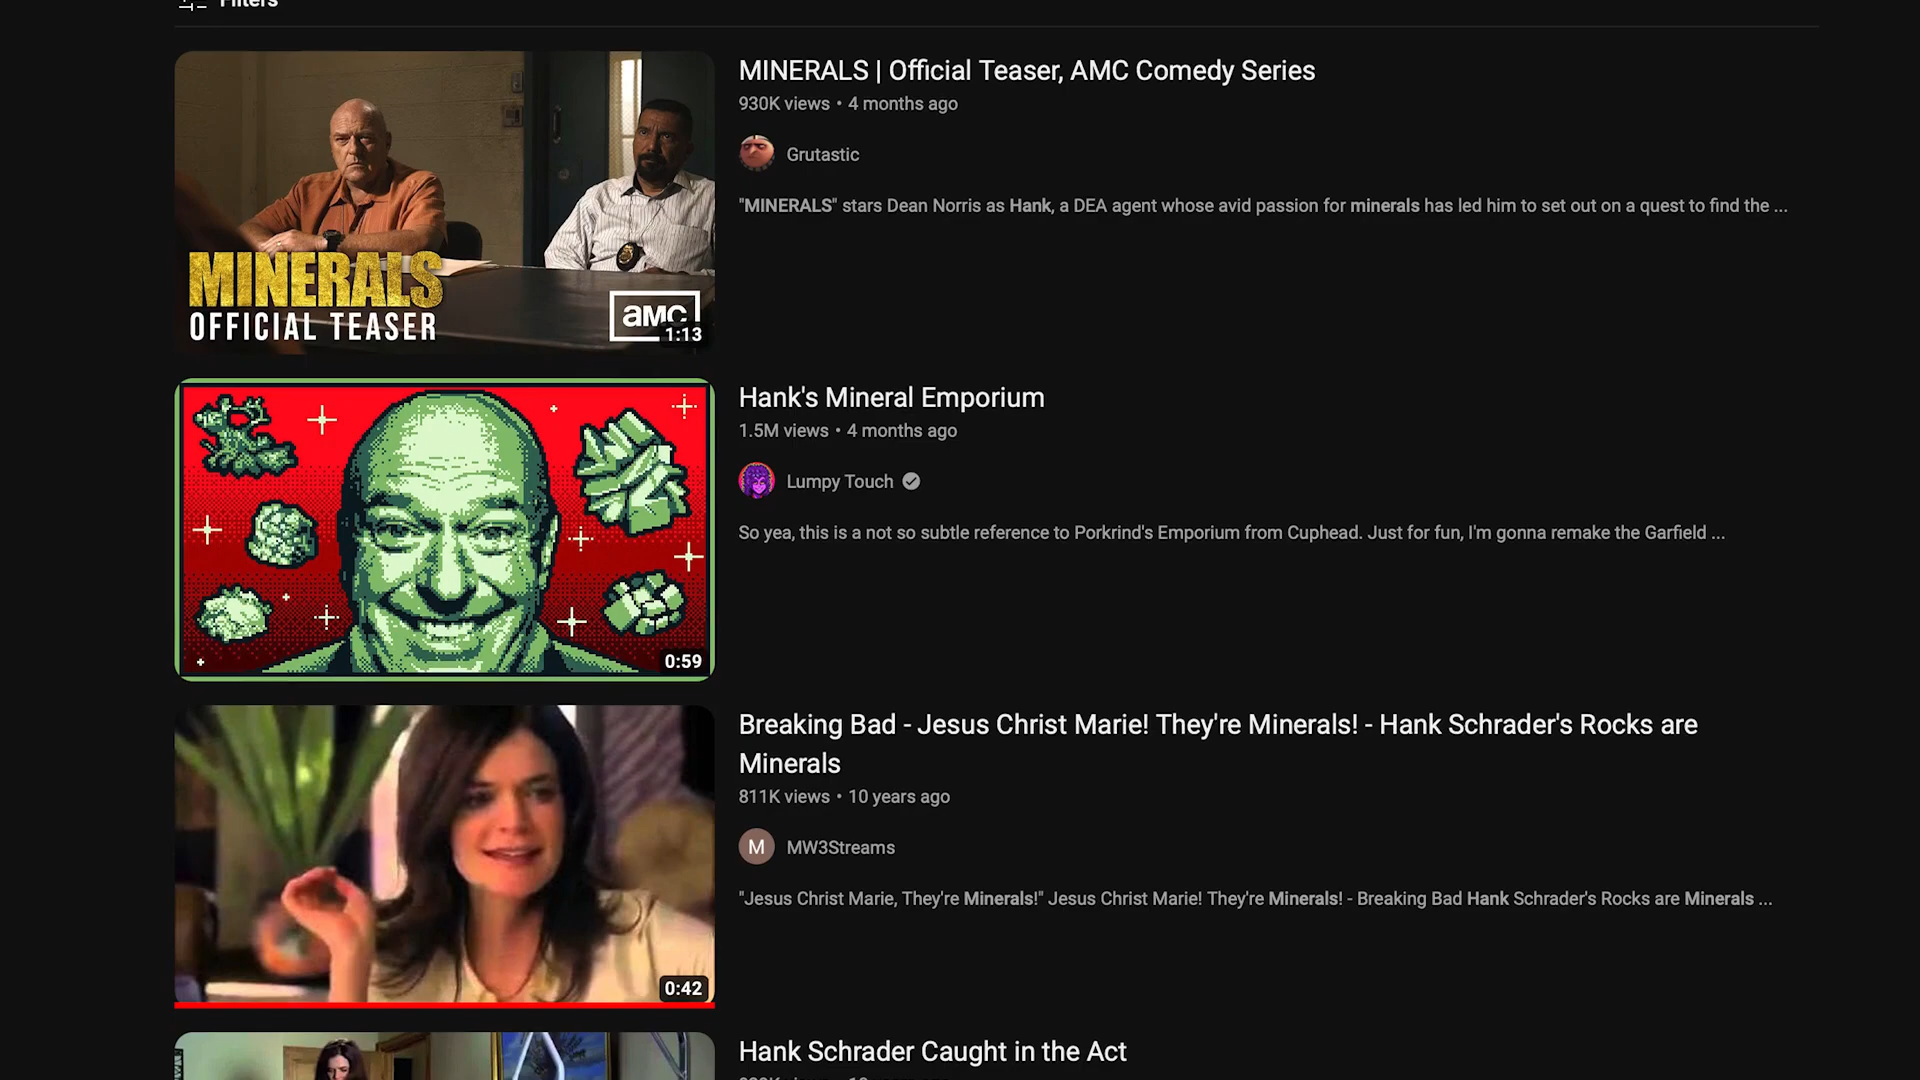 Filters
MINERALS | Official Teaser, AMC Comedy Series
930K views • 4 months ago
Grutastic
"MINERALS" stars Dean Norris as Hank, a DEA agent whose avid passion for minerals has led him to set out on a quest to find the ...
MINERALS
OFFICIAL TEASER
aMC
1:13
Hank's Mineral Emporium
1.5M views • 4 months ago
Lumpy Touch
So yea, this is a not so subtle reference to Porkrind's Emporium from Cuphead. Just for fun, I'm gonna remake the Garfield ...
0:59
Breaking Bad - Jesus Christ Marie! They're Minerals! - Hank Schrader's Rocks are
Minerals
811K views • 10 years ago
M MW3Streams
"Jesus Christ Marie, They're Minerals!" Jesus Christ Marie! They're Minerals! - Breaking Bad Hank Schrader's Rocks are Minerals ...
0:42
Hank Schrader Caught in the Act